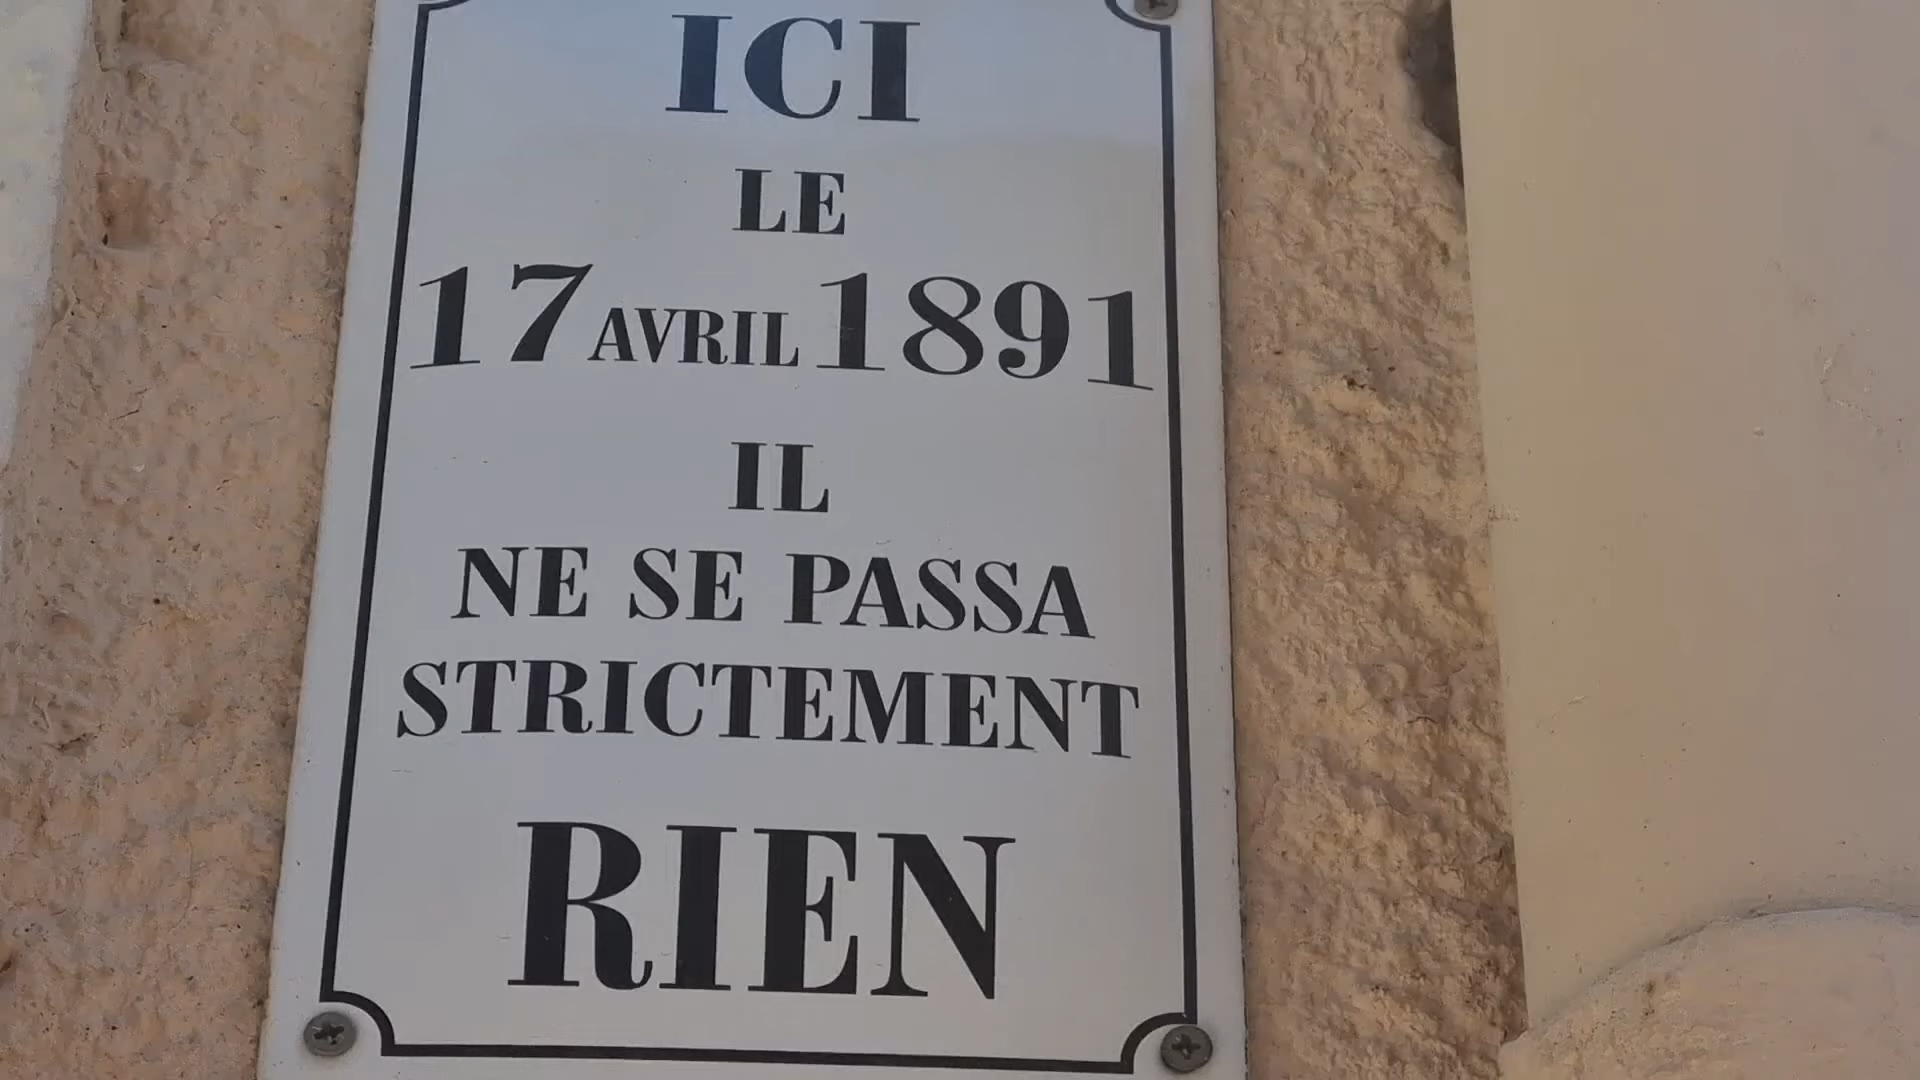 ICI
LE
17 AVRIL 1891
IL
NE SE PASSA
STRICTEMENT
RIEN